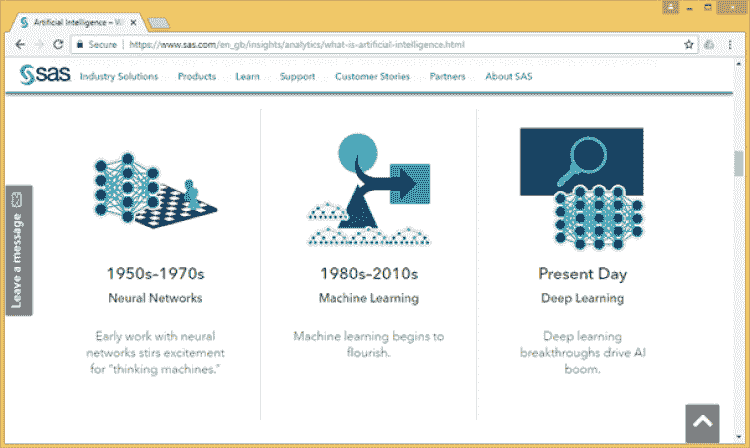 Artificial Intelligence – W
Secure https://www.sas.com/en_gb/insights/analytics/what-is-artificial-intelligence.html
sas Industry Solutions Products Learn Support Customer Stories Partners About SAS
Leave a message
1950s-1970s
Neural Networks
Early work with neural
networks stirs excitement
for "thinking machines."
1980s-2010s
Machine Learning
Machine learning begins to
flourish.
Present Day
Deep Learning
Deep learning
breakthroughs drive AI
boom.